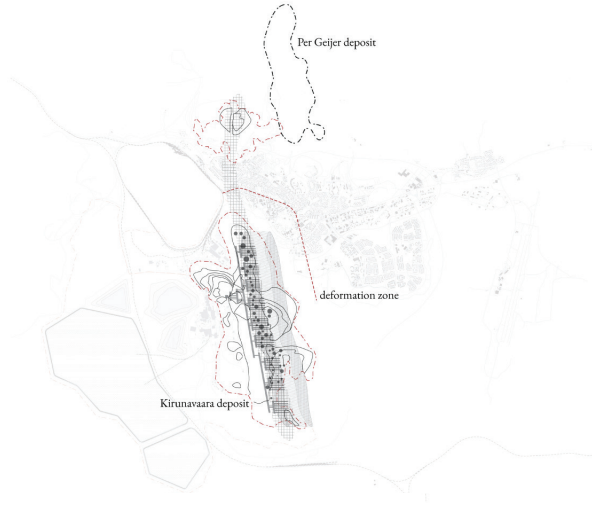 Per Geijer deposit
deformation zone
Kirunavaara deposit